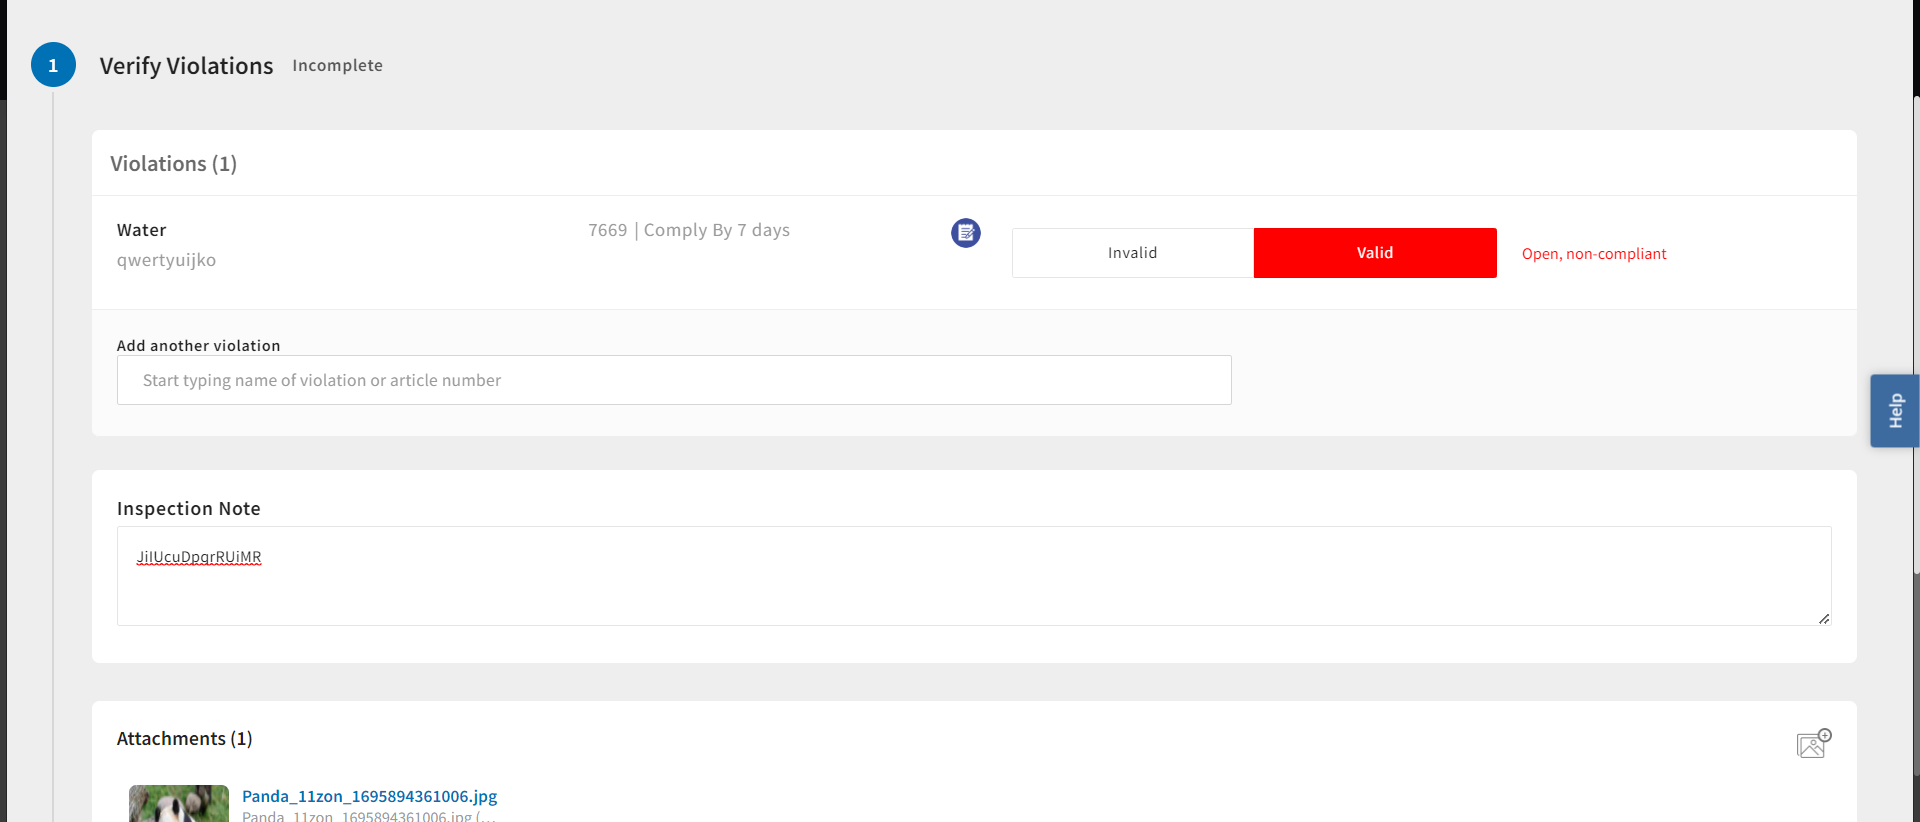 1 Verify Violations Incomplete
Violations (1)
Water 7669 | Comply By 7 days Invalid Valid Open, non-compliant
qwertyuijko
Add another violation
Start typing name of violation or article number
Help
Inspection Note
JiIUcuDpqrRUiMR
Attachments (1)
Panda_11zon_1695894361006.jpg
Panda_11zon_1695894361006.jpg (...